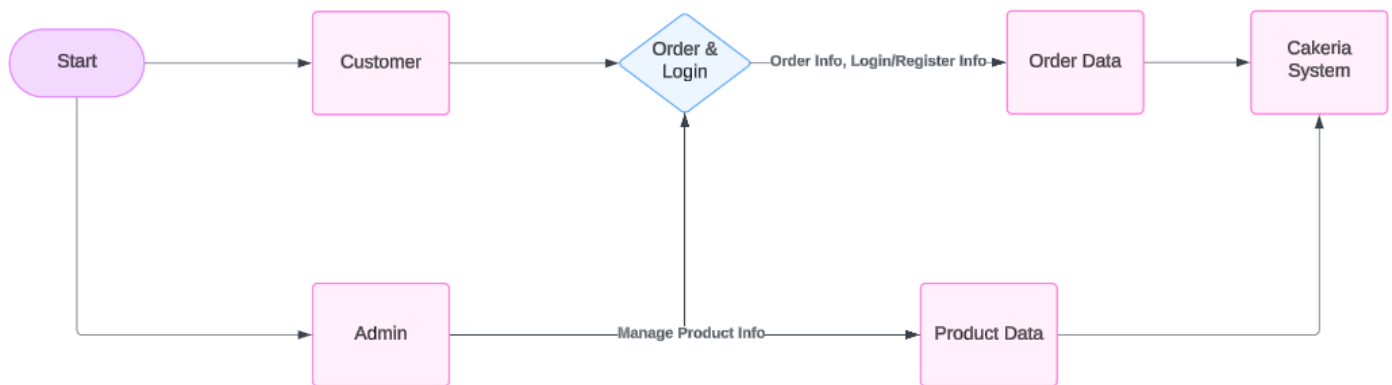 Start
Customer
Order &
Login
Order Info, Login/Register Info
Order Data
Cakeria
System
Admin
Manage Product Info
Product Data